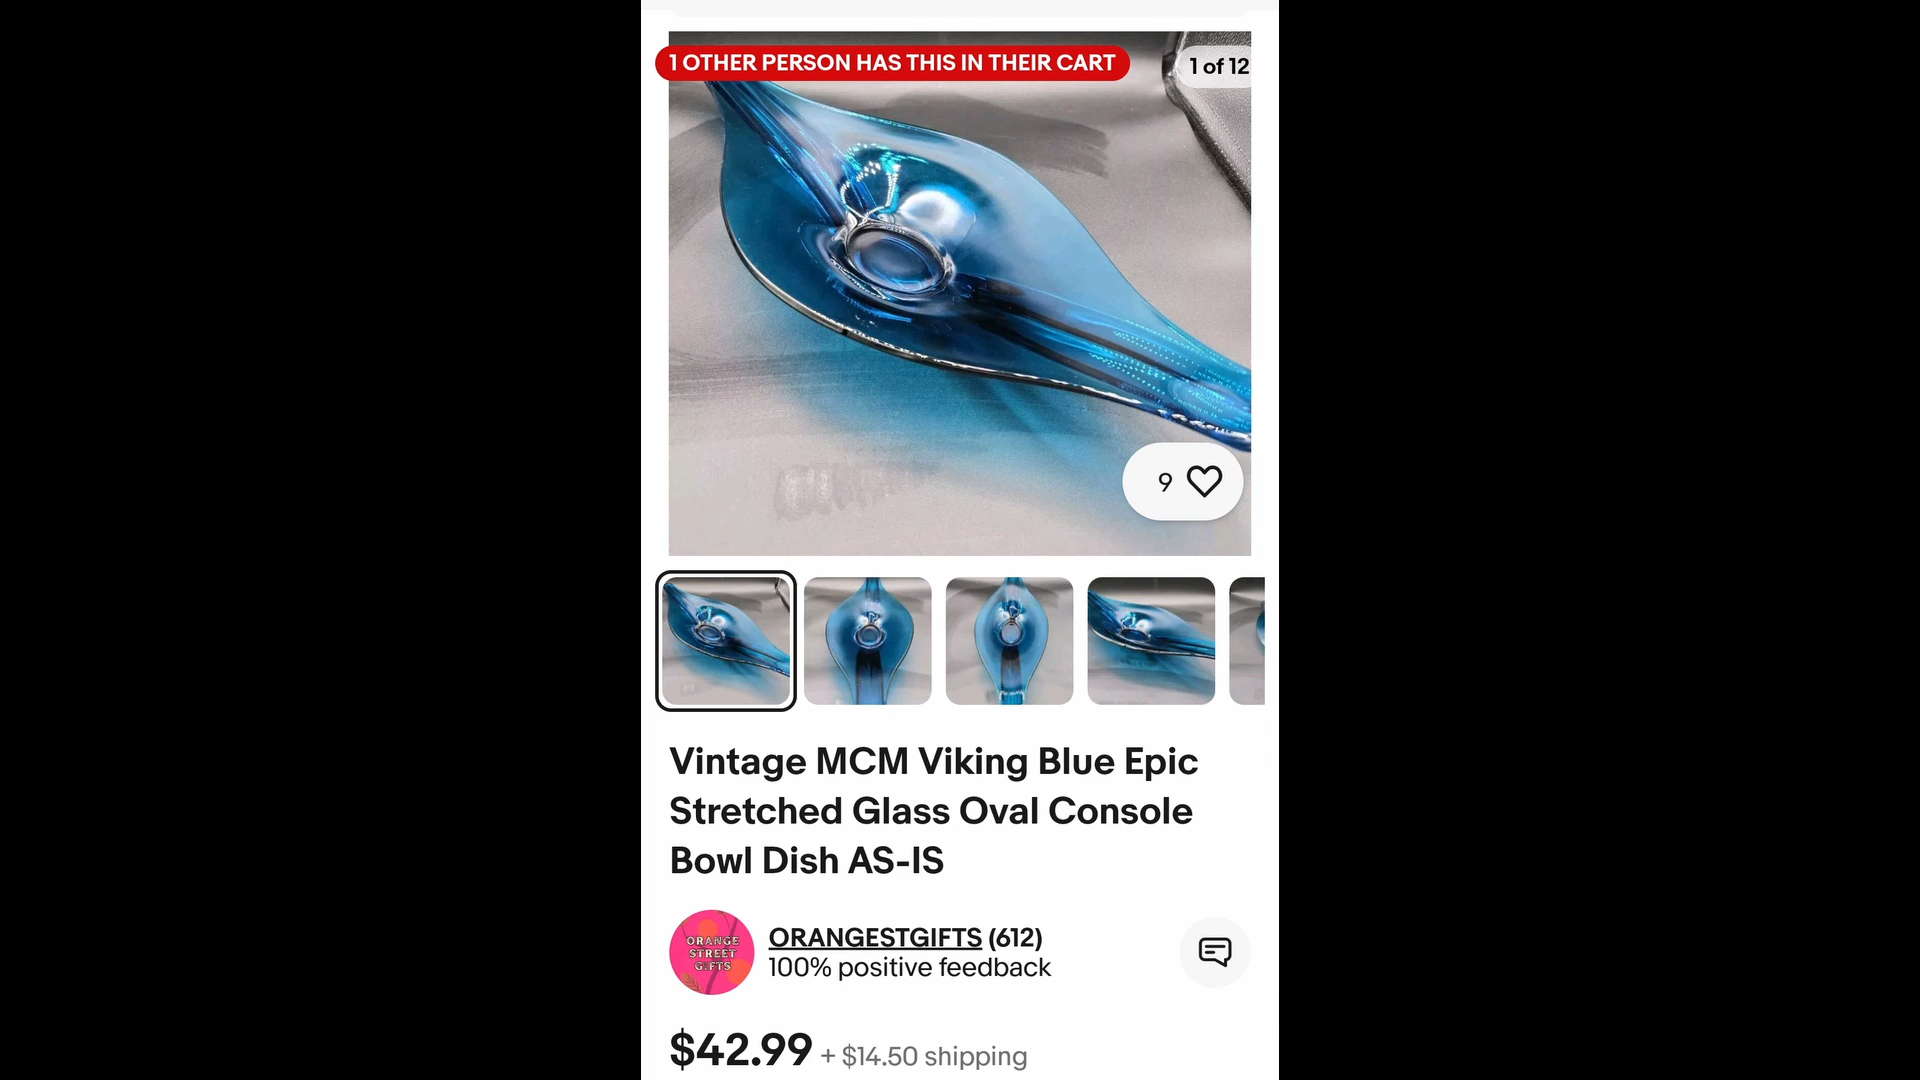 1 OTHER PERSON HAS THIS IN THEIR CART
1 of 12
9
Vintage MCM Viking Blue Epic
Stretched Glass Oval Console
Bowl Dish AS-IS
ORANGE
STREET
GIFTS
ORANGESTGIFTS (612)
100% positive feedback
$42.99 + $14.50 shipping